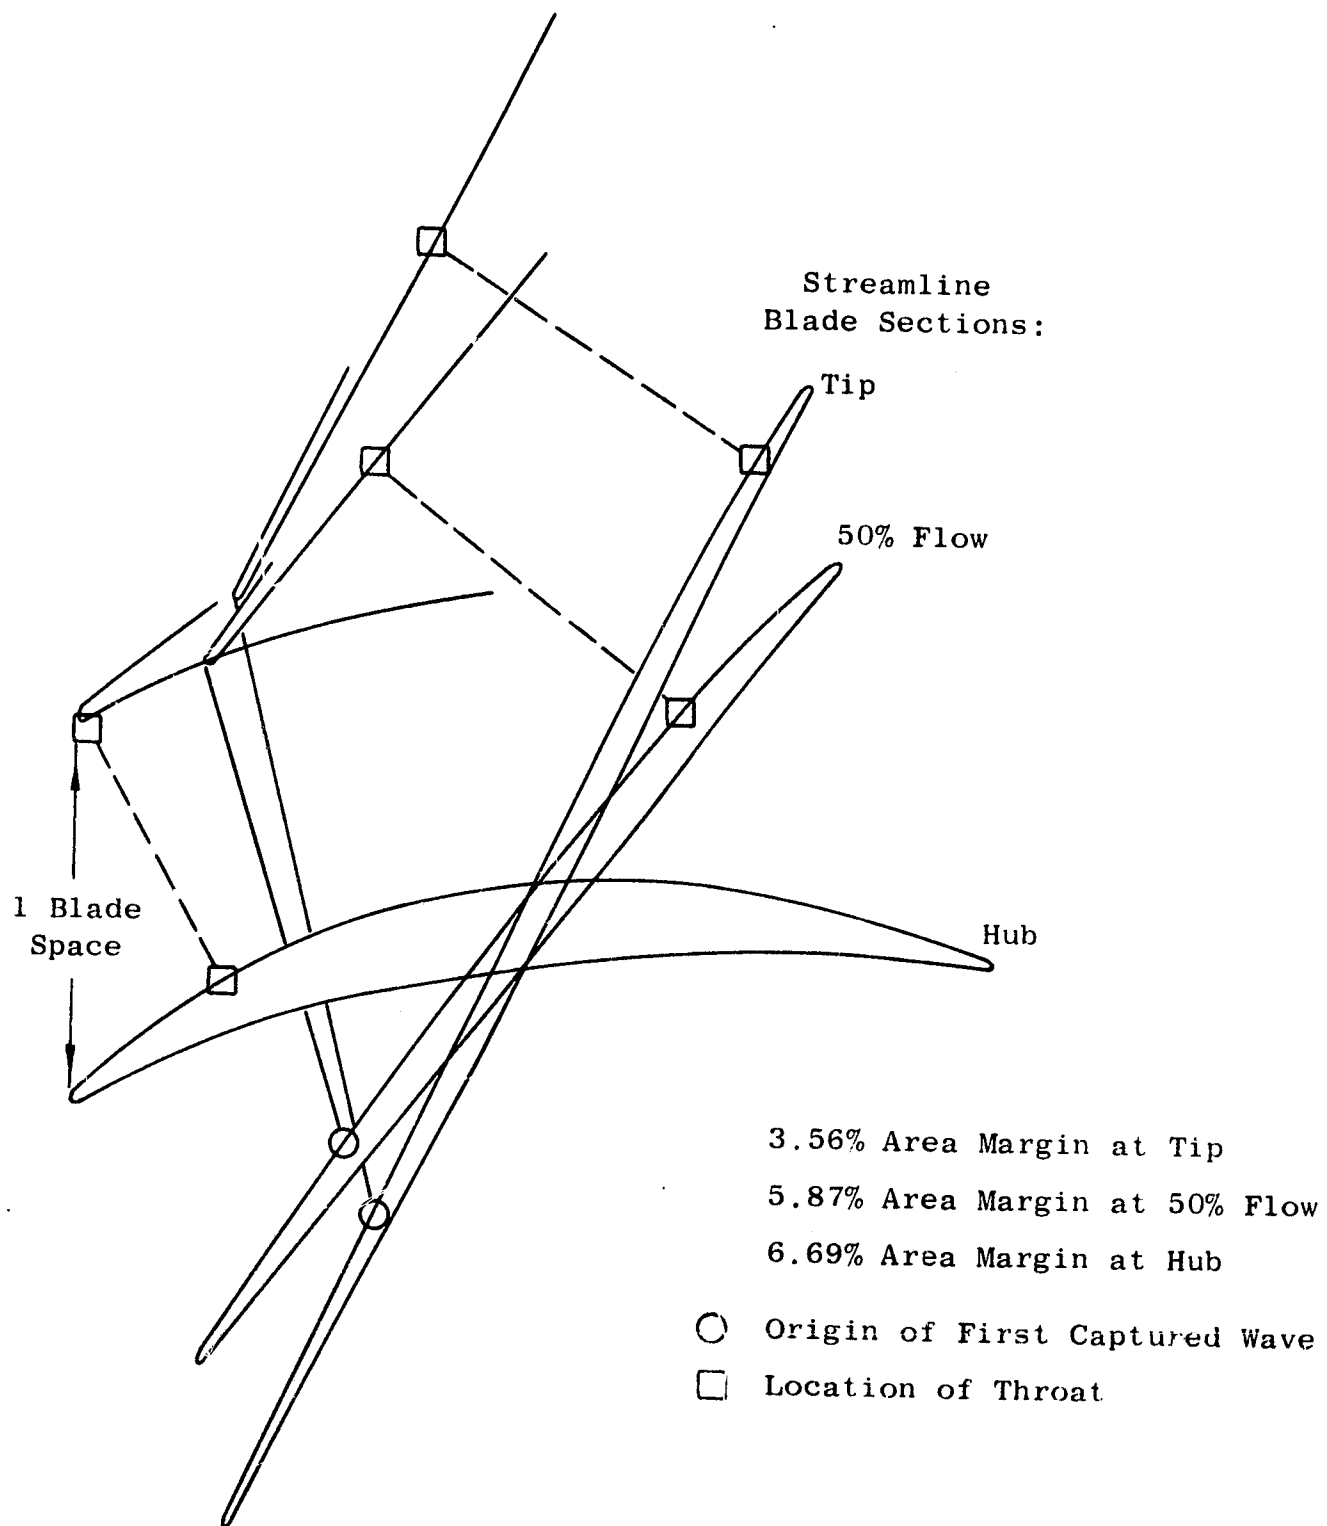 Streamline
Blade Sections:
Tip
50% Flow
1 Blade
Space
Hub
3.56% Area Margin at Tip
5.87% Area Margin at 50% Flow
6.69% Area Margin at Hub
Origin of First Captured Wave
Location of Throat